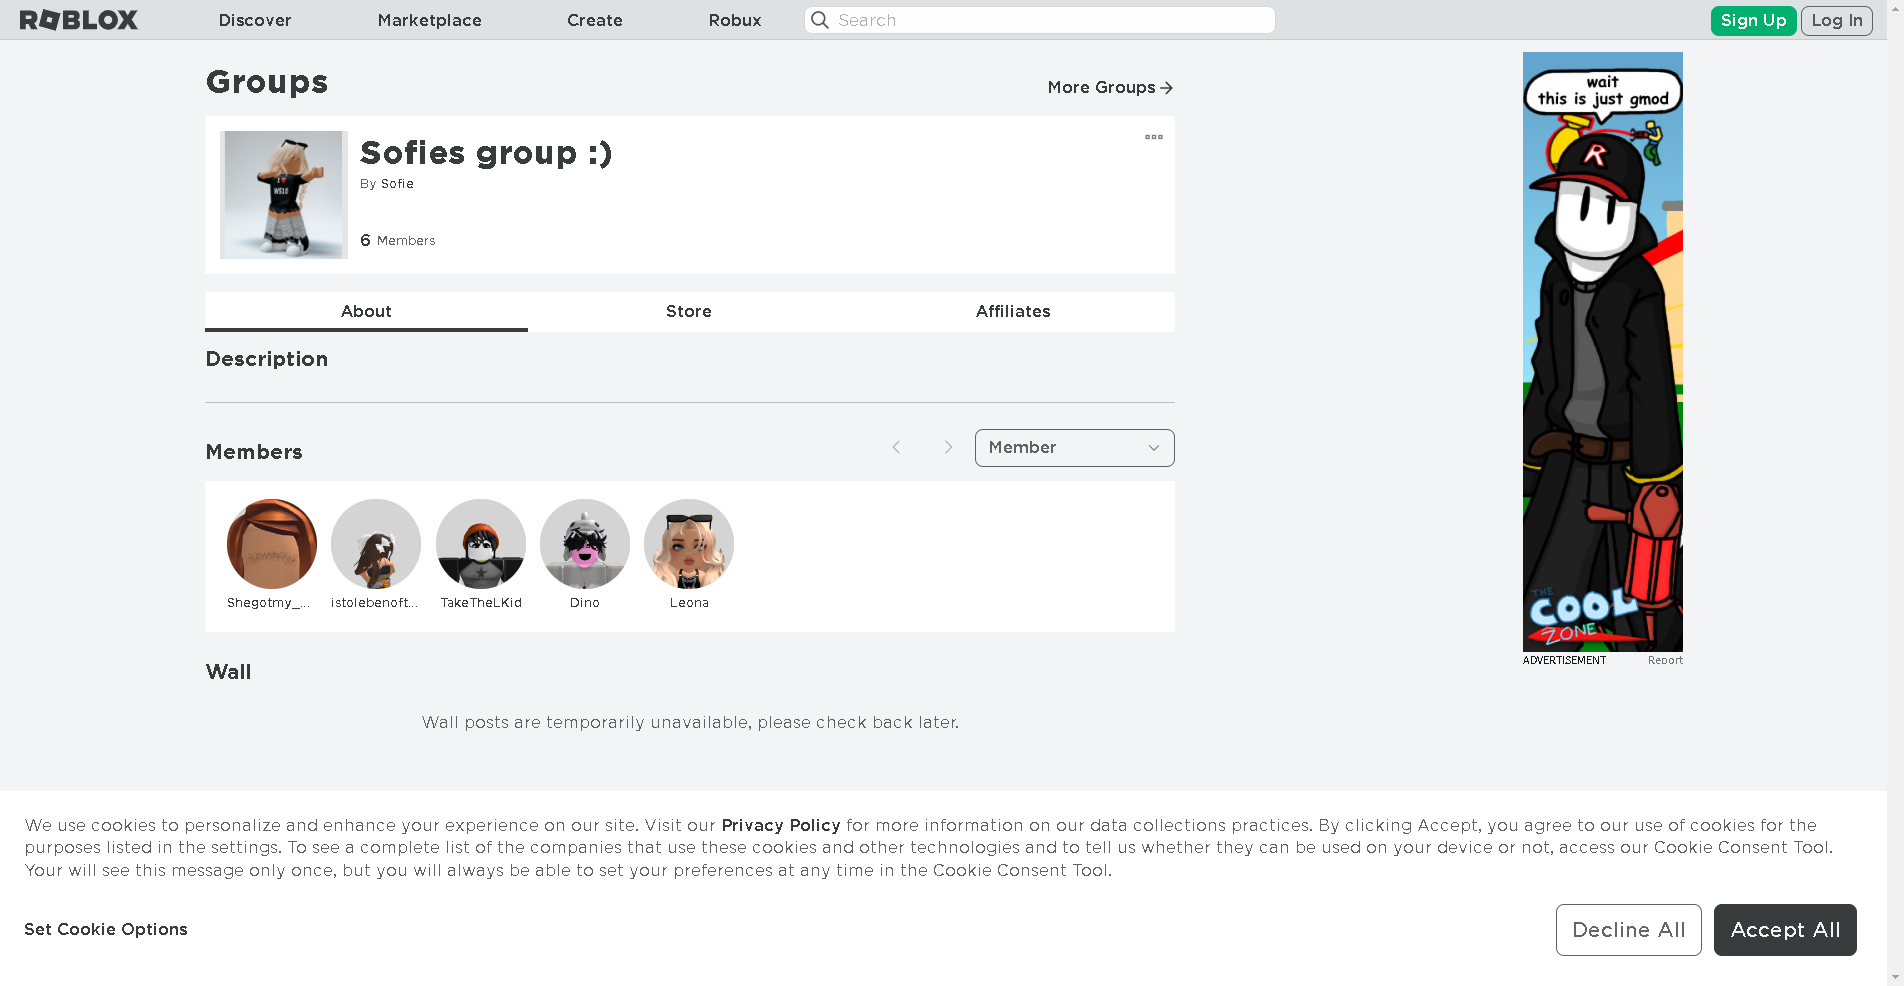 ROBLOX
Discover
Marketplace
Create
Robux
Search
Sign Up
Log In
Groups
More Groups
Sofies group :)
By Sofie
6 Members
I WS10
About
Store
Affiliates
Description
Members
Member
Shegotmy_...
istolebenoft...
TakeTheLKid
Dino
Leona
Wall
Wall posts are temporarily unavailable, please check back later.
wait
this is just gmod
R
THE
COOL
ZONE
ADVERTISEMENT
Report
We use cookies to personalize and enhance your experience on our site. Visit our Privacy Policy for more information on our data collections practices. By clicking Accept, you agree to our use of cookies for the
purposes listed in the settings. To see a complete list of the companies that use these cookies and other technologies and to tell us whether they can be used on your device or not, access our Cookie Consent Tool.
Your will see this message only once, but you will always be able to set your preferences at any time in the Cookie Consent Tool.
Set Cookie Options
Decline All
Accept All